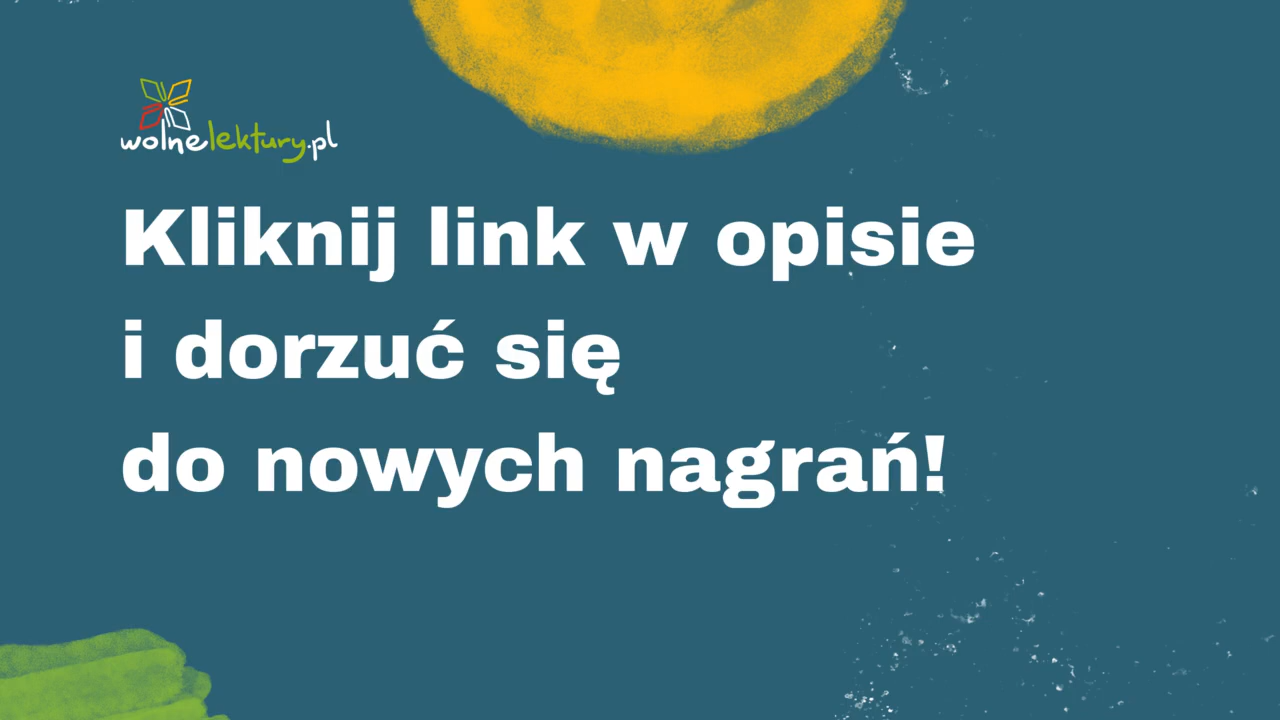 wolnelektury.pl
Kliknij link w opisie
i dorzuć się
do nowych nagrań!